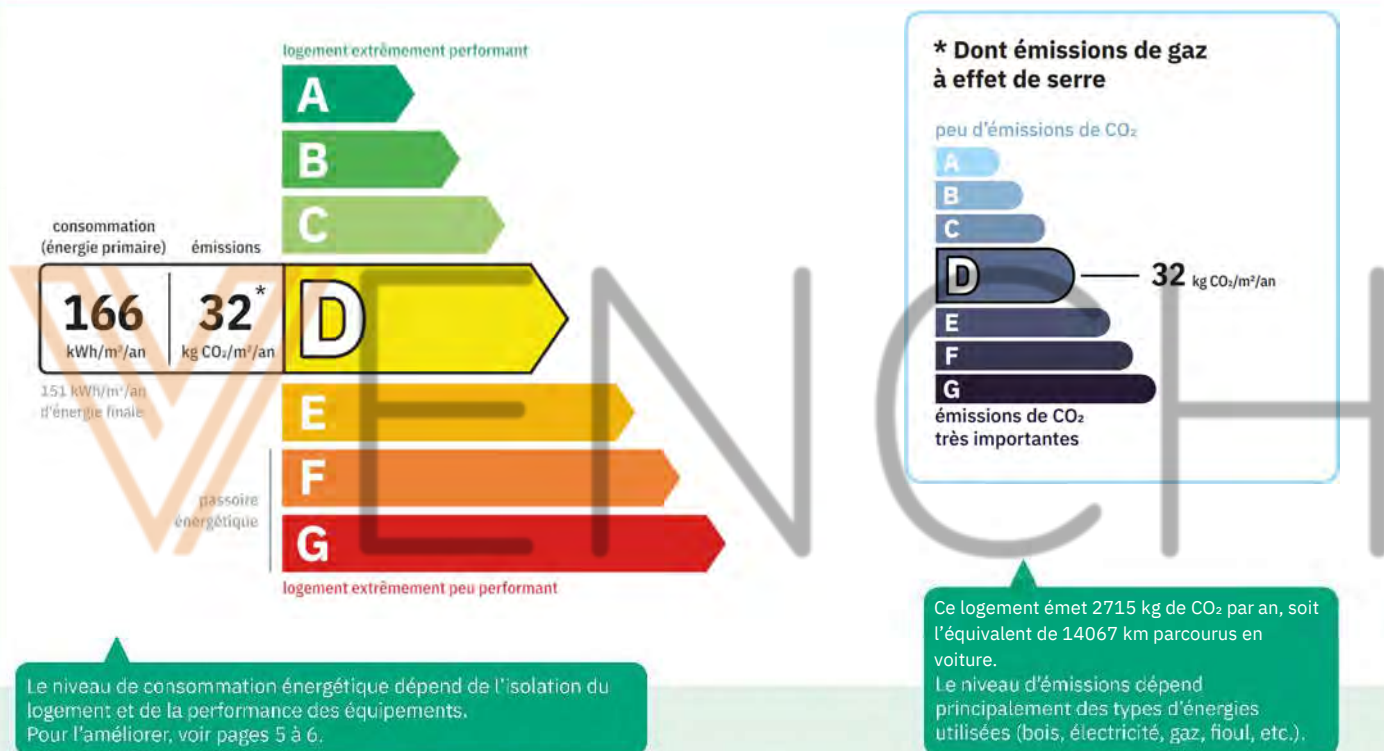 logement extrêmement performant
A
B
C
consommation
(énergie primaire)
émissions
166
kWh/m²/an
32*
kg CO₂/m²/an
D
151 kWh/m²/an
d'énergie finale
E
passoire
énergétique
F
G
logement extrêmement peu performant
Le niveau de consommation énergétique dépend de l'isolation du
logement et de la performance des équipements.
Pour l'améliorer, voir pages 5 à 6.
* Dont émissions de gaz
à effet de serre
peu d'émissions de CO₂
A
B
C
D
32 kg CO₂/m²/an
E
F
G
émissions de CO₂
très importantes
Ce logement émet 2715 kg de CO₂ par an, soit
l'équivalent de 14067 km parcourus en
voiture.
Le niveau d'émissions dépend
principalement des types d'énergies
utilisées (bois, électricité, gaz, fioul, etc.).
VENCH